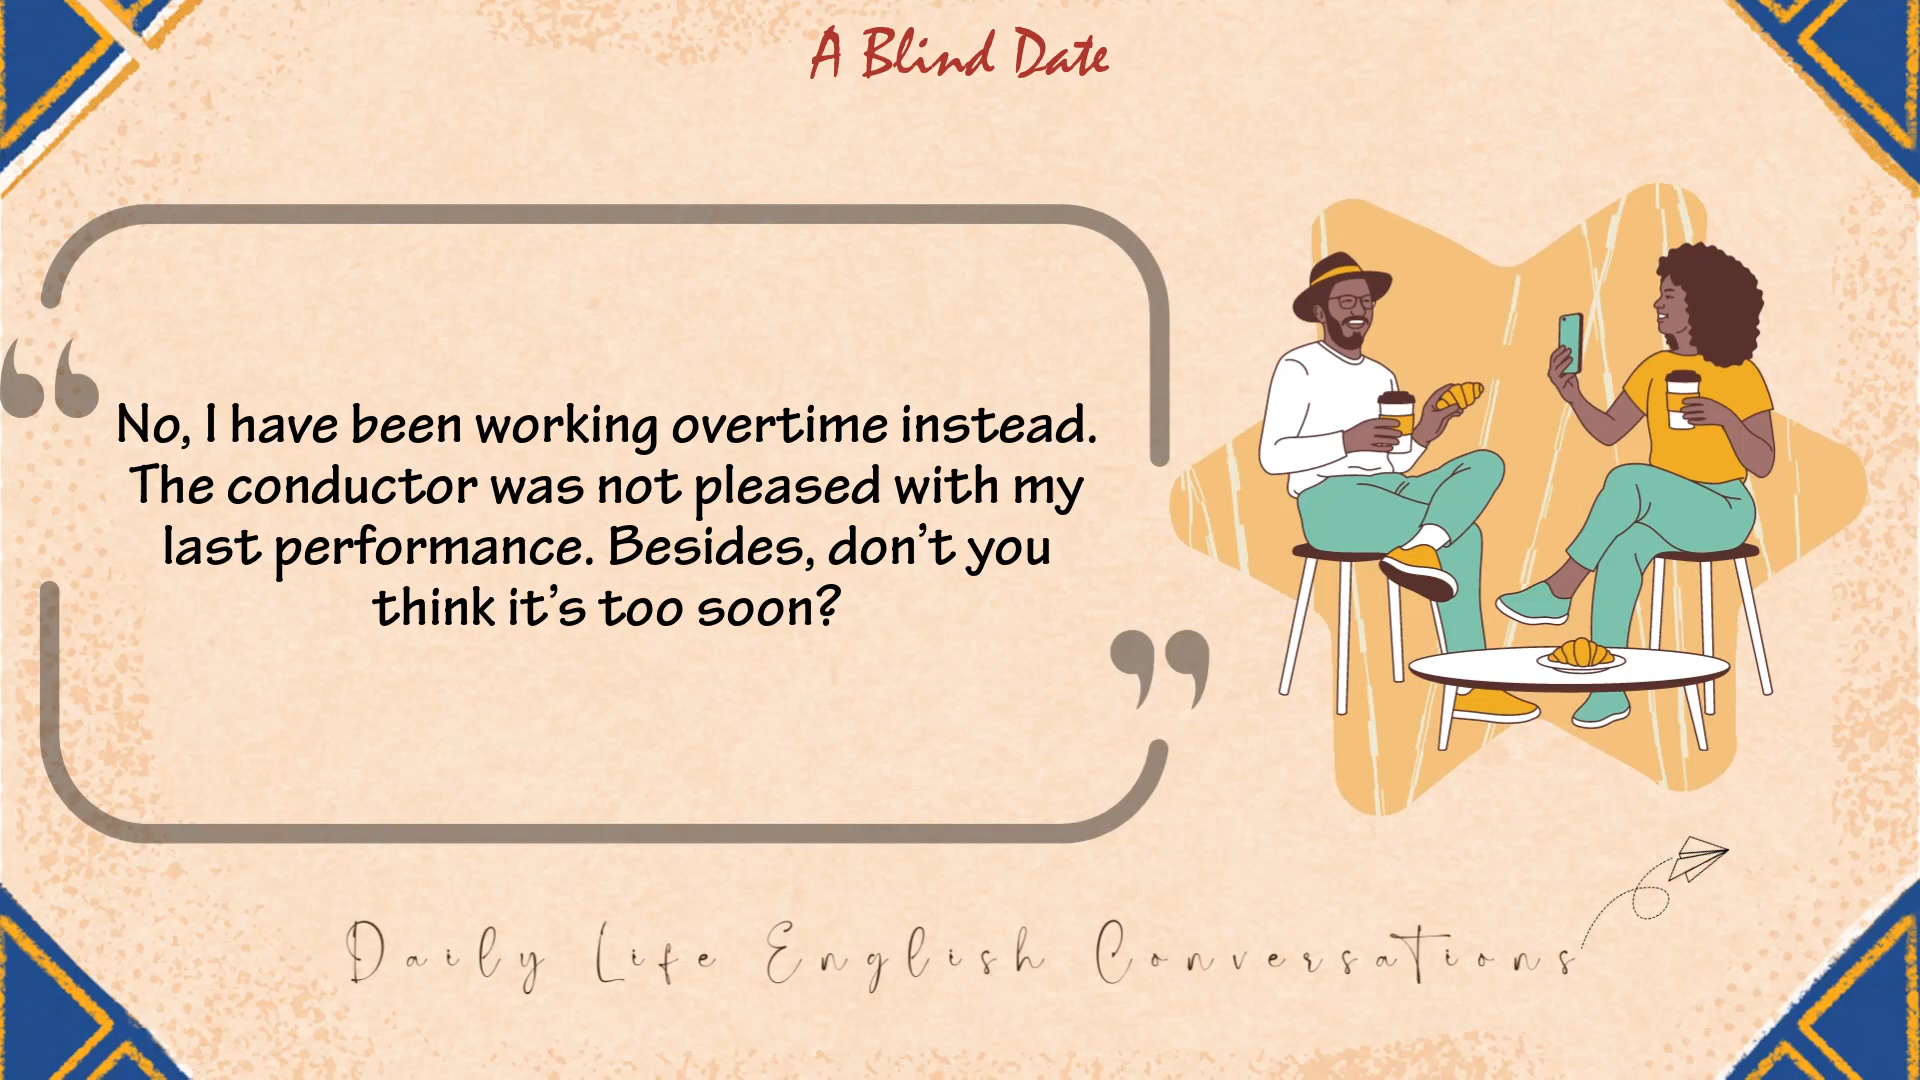 A Blind Date
No, I have been working overtime instead.
The conductor was not pleased with my
last performance. Besides, don’t you
think it’s too soon?
Daily Life English Conversations